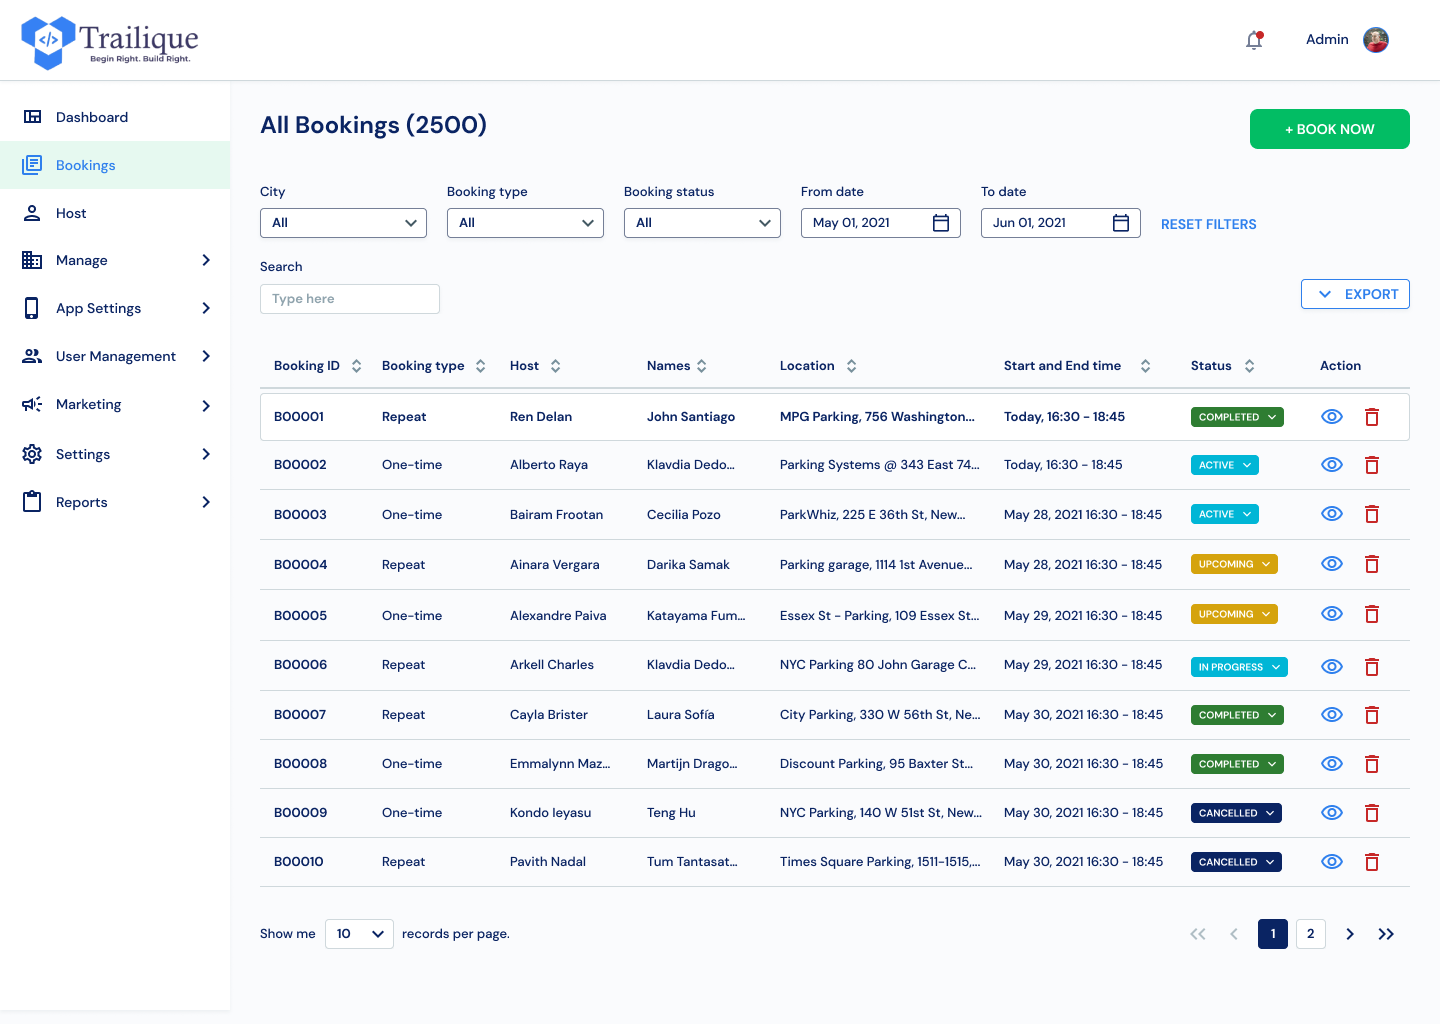 Trailique
Begin Right. Build Right.
Admin
Dashboard
Bookings
Host
Manage
App Settings
User Management
Marketing
Settings
Reports
All Bookings (2500)
+ BOOK NOW
City Booking type Booking status From date To date
All All All May 01, 2021 Jun 01, 2021 RESET FILTERS
Search
Type here
EXPORT
Booking ID Booking type Host Names Location Start and End time Status Action
B00001 Repeat Ren Delan John Santiago MPG Parking, 756 Washington... Today, 16:30 - 18:45 COMPLETED
B00002 One-time Alberto Raya Klavdia Dedo... Parking Systems @ 343 East 74... Today, 16:30 - 18:45 ACTIVE
B00003 One-time Bairam Frootan Cecilia Pozo ParkWhiz, 225 E 36th St, New... May 28, 2021 16:30 - 18:45 ACTIVE
B00004 Repeat Ainara Vergara Darika Samak Parking garage, 1114 1st Avenue... May 28, 2021 16:30 - 18:45 UPCOMING
B00005 One-time Alexandre Paiva Katayama Fum... Essex St - Parking, 109 Essex St... May 29, 2021 16:30 - 18:45 UPCOMING
B00006 Repeat Arkell Charles Klavdia Dedo... NYC Parking 80 John Garage C... May 29, 2021 16:30 - 18:45 IN PROGRESS
B00007 Repeat Cayla Brister Laura Sofía City Parking, 330 W 56th St, Ne... May 30, 2021 16:30 - 18:45 COMPLETED
B00008 One-time Emmalynn Maz... Martijn Drago... Discount Parking, 95 Baxter St... May 30, 2021 16:30 - 18:45 COMPLETED
B00009 One-time Kondo Ieyasu Teng Hu NYC Parking, 140 W 51st St, New... May 30, 2021 16:30 - 18:45 CANCELLED
B00010 Repeat Pavith Nadal Tum Tantasat... Times Square Parking, 1511-1515,... May 30, 2021 16:30 - 18:45 CANCELLED
Show me 10 records per page.
1 2